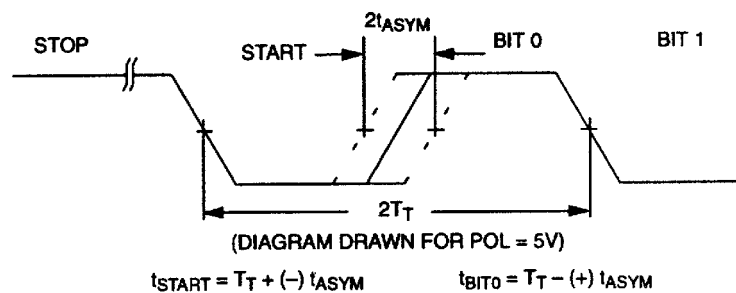 2tASYM
STOP START BIT 0 BIT 1
2TT
(DIAGRAM DRAWN FOR POL = 5V)
tSTART = TT + (–) tASYM tBIT0 = TT – (+) tASYM